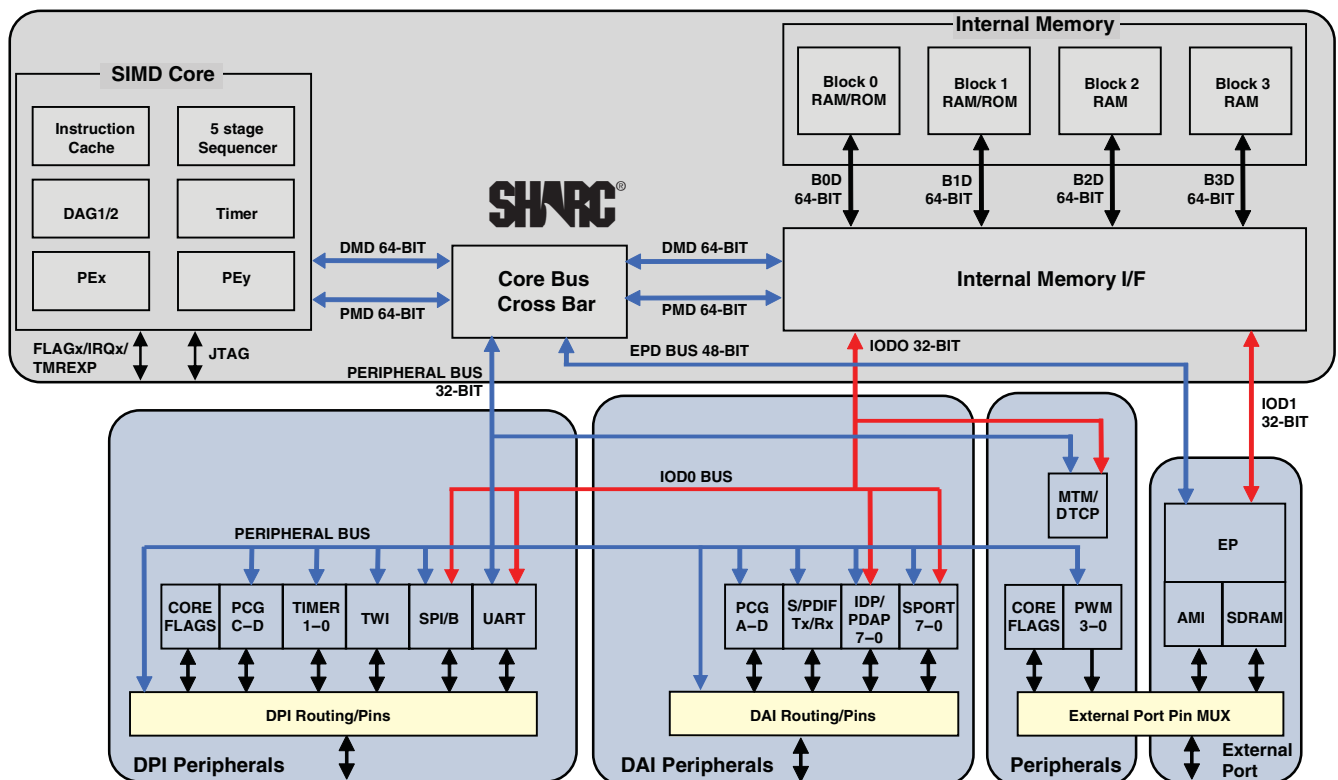 Internal Memory
SIMD Core
Block 0
RAM/ROM
Block 1
RAM/ROM
Block 2
RAM
Block 3
RAM
Instruction
Cache
5 stage
Sequencer
DAG1/2
Timer
PEx
PEy
SHARC®
B0D
64-BIT
B1D
64-BIT
B2D
64-BIT
B3D
64-BIT
DMD 64-BIT
PMD 64-BIT
Core Bus
Cross Bar
DMD 64-BIT
PMD 64-BIT
Internal Memory I/F
FLAGx/IRQx/
TMREXP
JTAG
PERIPHERAL BUS
32-BIT
EPD BUS 48-BIT
IODO 32-BIT
IOD1
32-BIT
IOD0 BUS
PERIPHERAL BUS
MTM/
DTCP
EP
CORE
FLAGS
PCG
C–D
TIMER
1–0
TWI
SPI/B
UART
PCG
A–D
S/PDIF
Tx/Rx
IDP/
PDAP
7–0
SPORT
7–0
CORE
FLAGS
PWM
3–0
AMI
SDRAM
DPI Routing/Pins
DAI Routing/Pins
External Port Pin MUX
DPI Peripherals
DAI Peripherals
Peripherals
External
Port